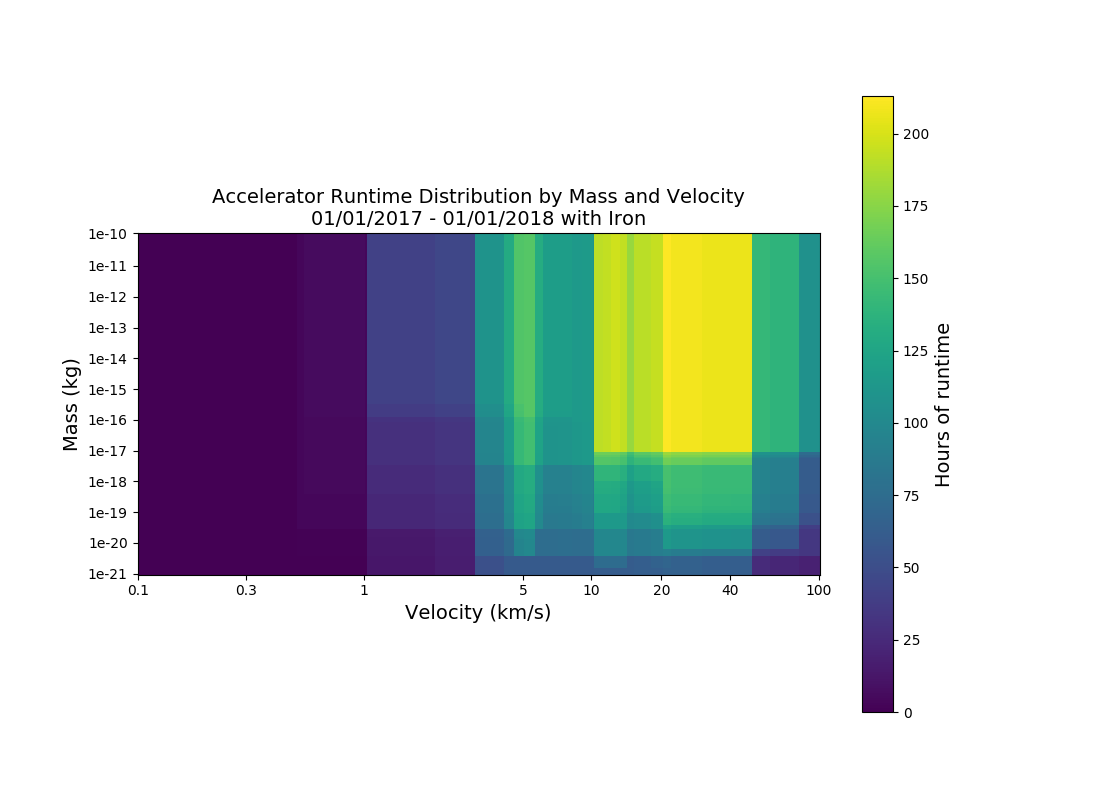 Accelerator Runtime Distribution by Mass and Velocity
01/01/2017 - 01/01/2018 with Iron
Mass (kg)
1e-10
1e-11
1e-12
1e-13
1e-14
1e-15
1e-16
1e-17
1e-18
1e-19
1e-20
1e-21
0.1 0.3 1 5 10 20 40 100
Velocity (km/s)
200
175
150
125
100
75
50
25
0
Hours of runtime